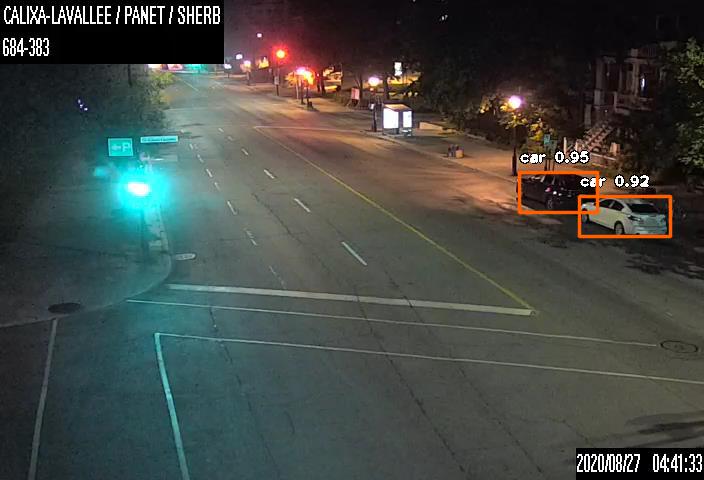 CALIXA-LAVALLEE / PANET / SHERB
684-383
←P
car 0.95
car 0.92
2020/08/27 04:41:33